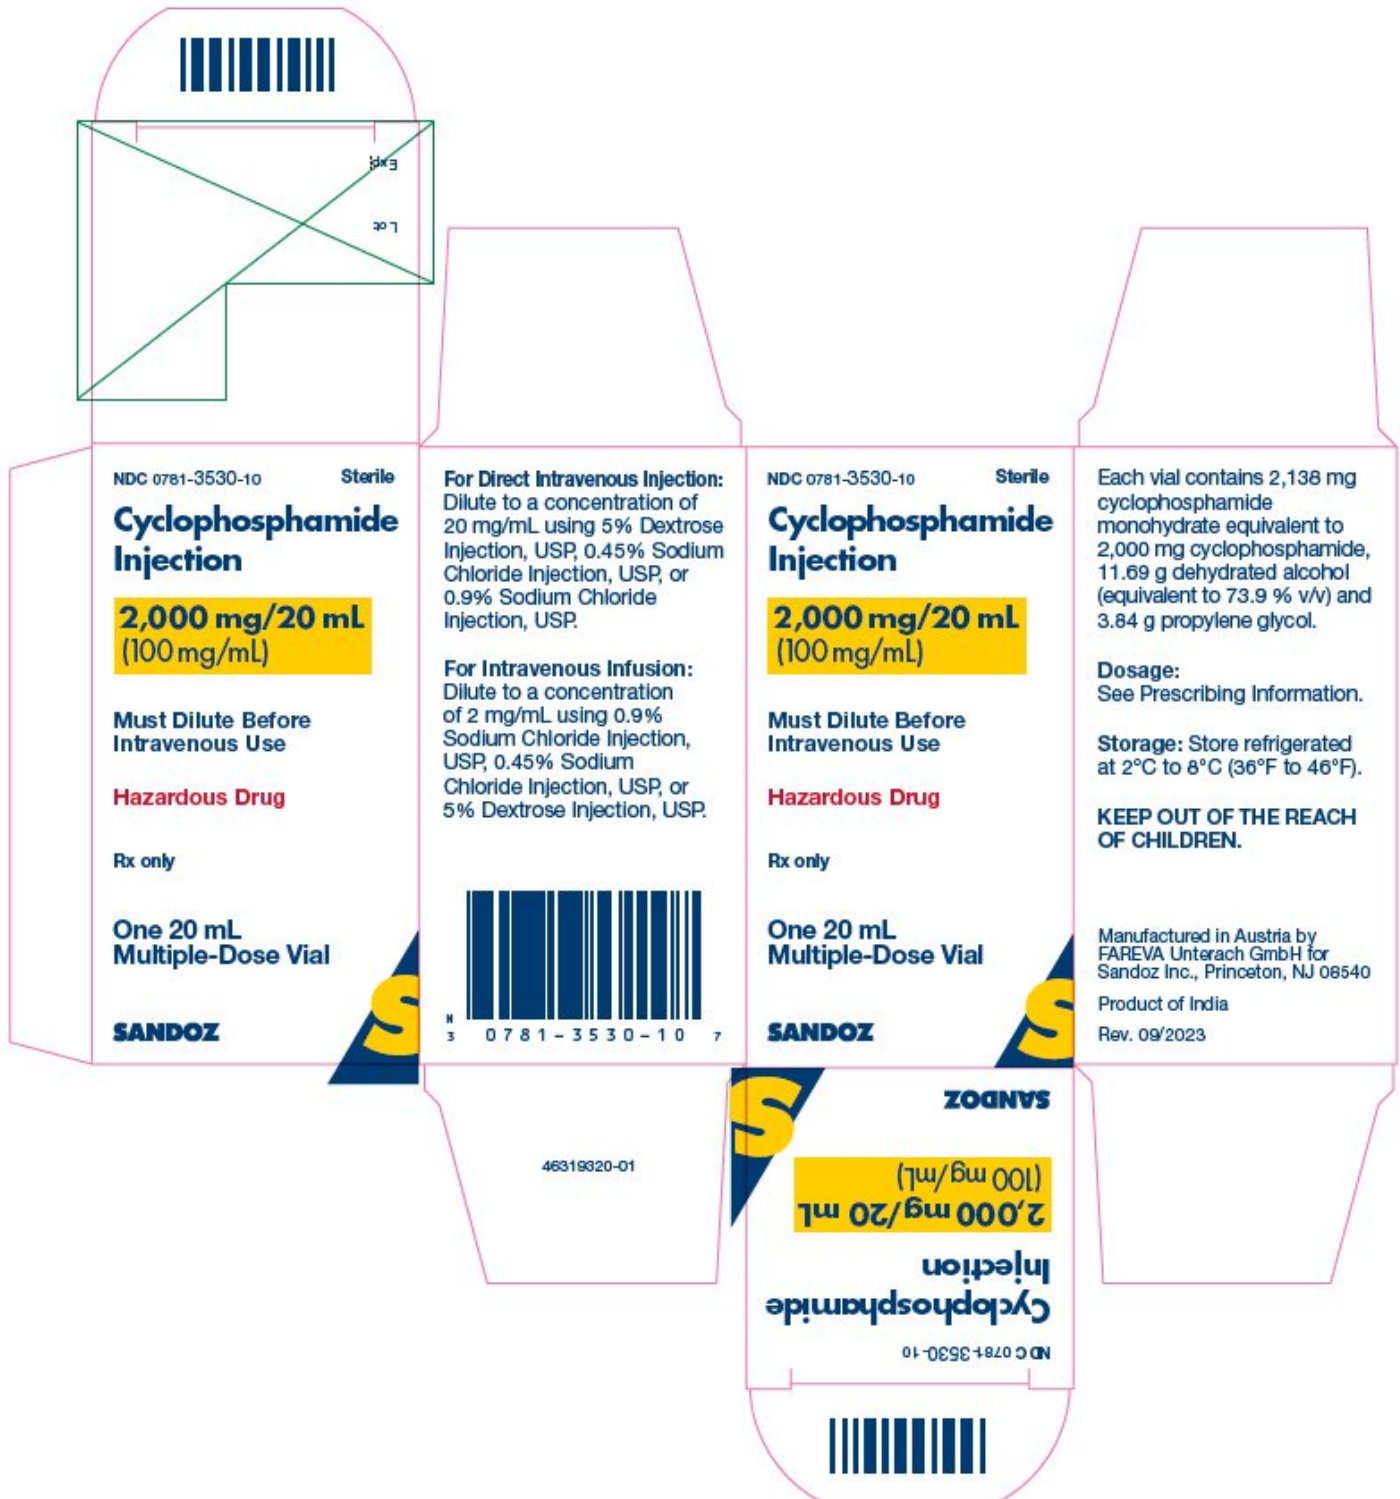 Exp:
Lot
NDC 0781-3530-10 Sterile
Cyclophosphamide
Injection
2,000 mg/20 mL
(100 mg/mL)
Must Dilute Before
Intravenous Use
Hazardous Drug
Rx only
One 20 mL
Multiple-Dose Vial
SANDOZ
S
For Direct Intravenous Injection:
Dilute to a concentration of
20 mg/mL using 5% Dextrose
Injection, USP, 0.45% Sodium
Chloride Injection, USP, or
0.9% Sodium Chloride
Injection, USP.
For Intravenous Infusion:
Dilute to a concentration
of 2 mg/mL using 0.9%
Sodium Chloride Injection,
USP, 0.45% Sodium
Chloride Injection, USP, or
5% Dextrose Injection, USP.
N
3 0781-3530-10 7
46319320-01
NDC 0781-3530-10 Sterile
Cyclophosphamide
Injection
2,000 mg/20 mL
(100 mg/mL)
Must Dilute Before
Intravenous Use
Hazardous Drug
Rx only
One 20 mL
Multiple-Dose Vial
SANDOZ
S
Each vial contains 2,138 mg
cyclophosphamide
monohydrate equivalent to
2,000 mg cyclophosphamide,
11.69 g dehydrated alcohol
(equivalent to 73.9 % v/v) and
3.84 g propylene glycol.
Dosage:
See Prescribing Information.
Storage: Store refrigerated
at 2°C to 8°C (36°F to 46°F).
KEEP OUT OF THE REACH
OF CHILDREN.
Manufactured in Austria by
FAREVA Unterach GmbH for
Sandoz Inc., Princeton, NJ 08540
Product of India
Rev. 09/2023
NDC 0781-3530-10
Cyclophosphamide
Injection
2,000 mg/20 mL
(100 mg/mL)
SANDOZ
S